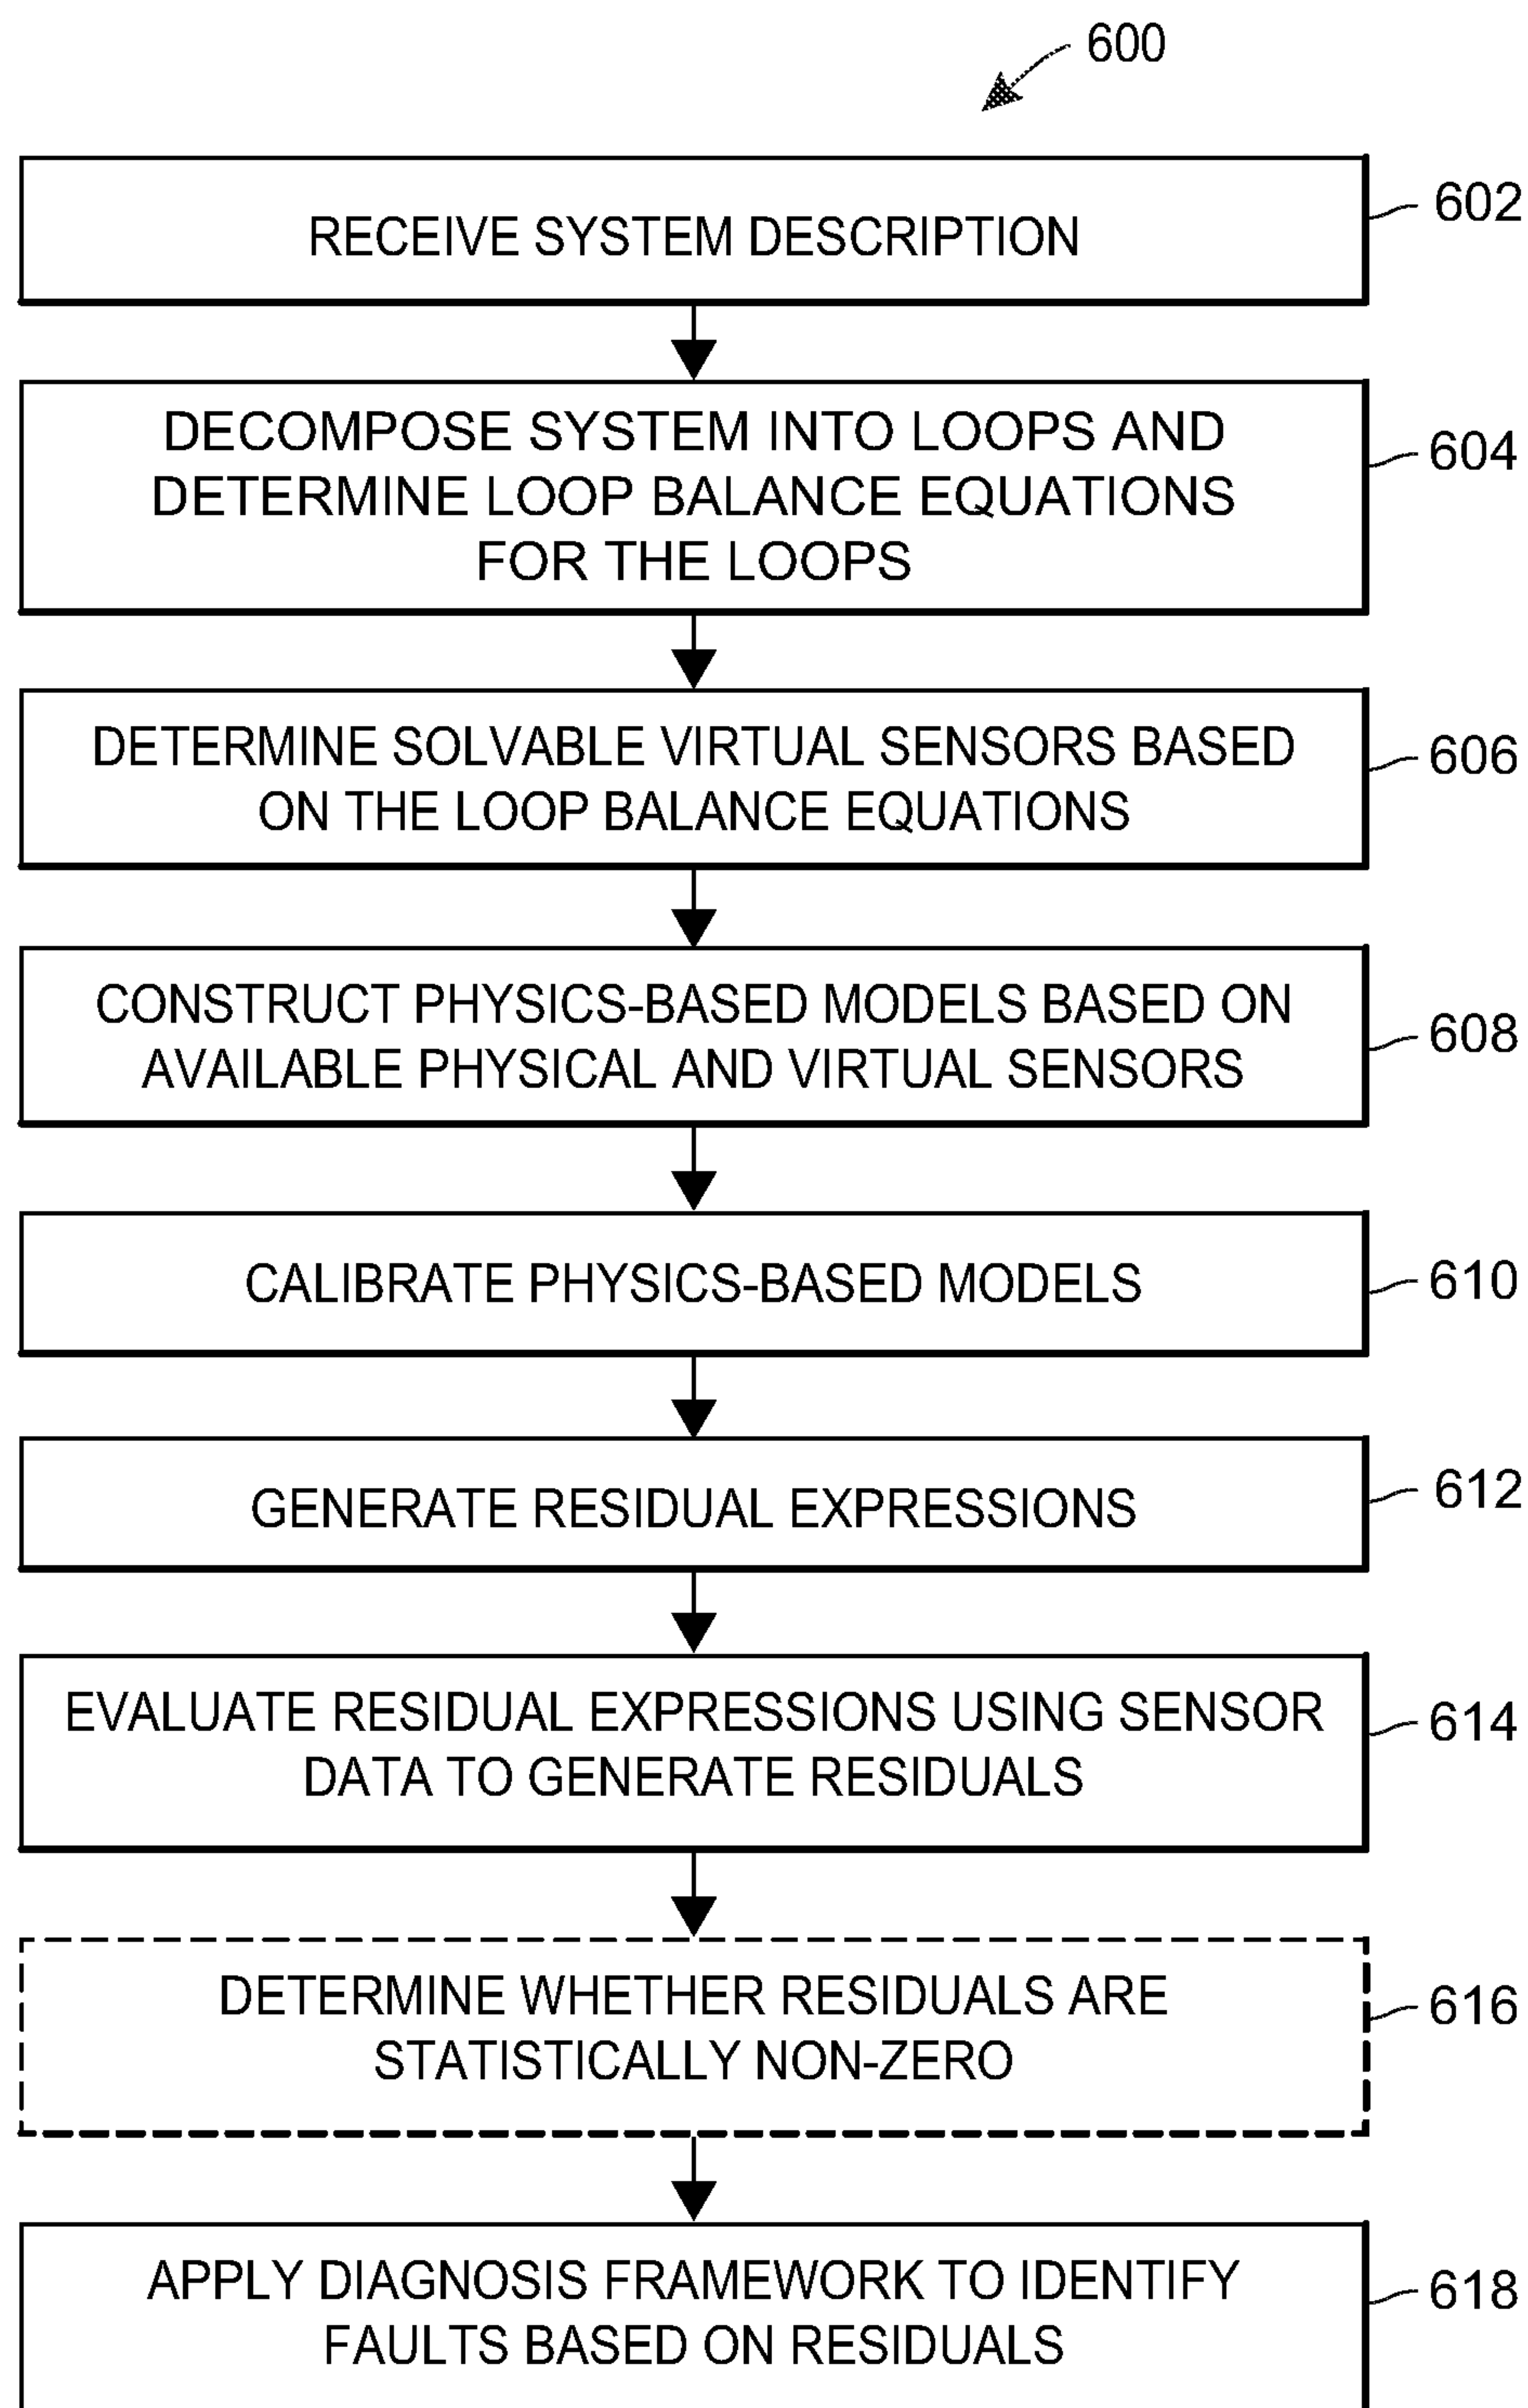 600
RECEIVE SYSTEM DESCRIPTION
602
DECOMPOSE SYSTEM INTO LOOPS AND
DETERMINE LOOP BALANCE EQUATIONS
FOR THE LOOPS
604
DETERMINE SOLVABLE VIRTUAL SENSORS BASED
ON THE LOOP BALANCE EQUATIONS
606
CONSTRUCT PHYSICS-BASED MODELS BASED ON
AVAILABLE PHYSICAL AND VIRTUAL SENSORS
608
CALIBRATE PHYSICS-BASED MODELS
610
GENERATE RESIDUAL EXPRESSIONS
612
EVALUATE RESIDUAL EXPRESSIONS USING SENSOR
DATA TO GENERATE RESIDUALS
614
DETERMINE WHETHER RESIDUALS ARE
STATISTICALLY NON-ZERO
616
APPLY DIAGNOSIS FRAMEWORK TO IDENTIFY
FAULTS BASED ON RESIDUALS
618